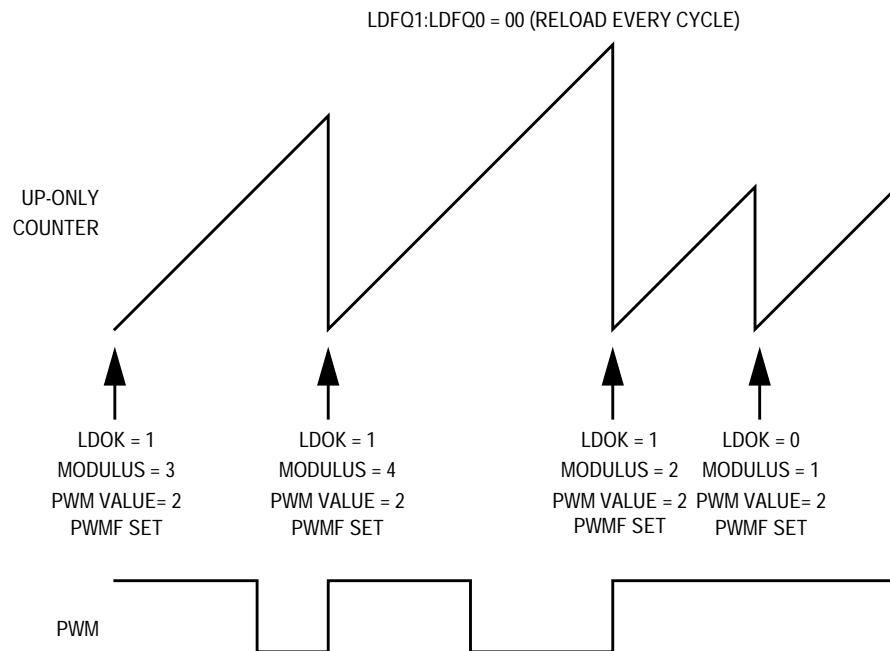 LDFQ1:LDFQ0 = 00 (RELOAD EVERY CYCLE)
UP-ONLY
COUNTER
LDOK = 1
MODULUS = 3
PWM VALUE= 2
PWMF SET
LDOK = 1
MODULUS = 4
PWM VALUE = 2
PWMF SET
LDOK = 1
MODULUS = 2
PWM VALUE = 2
PWMF SET
LDOK = 0
MODULUS = 1
PWM VALUE= 2
PWMF SET
PWM